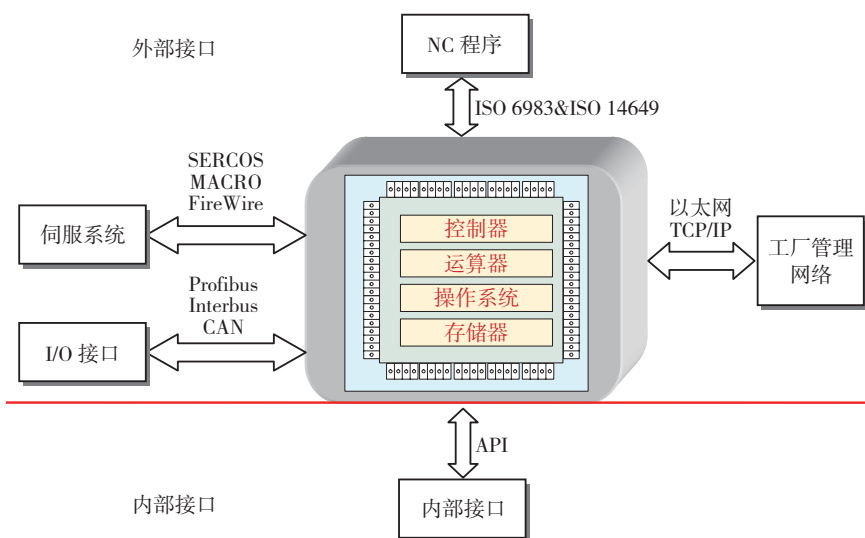 外部接口
NC 程序
ISO 6983&ISO 14649
SERCOS
MACRO
FireWire
伺服系统
控制器
运算器
操作系统
存储器
以太网
TCP/IP
工厂管理
网络
Profibus
Interbus
CAN
I/O 接口
API
内部接口
内部接口